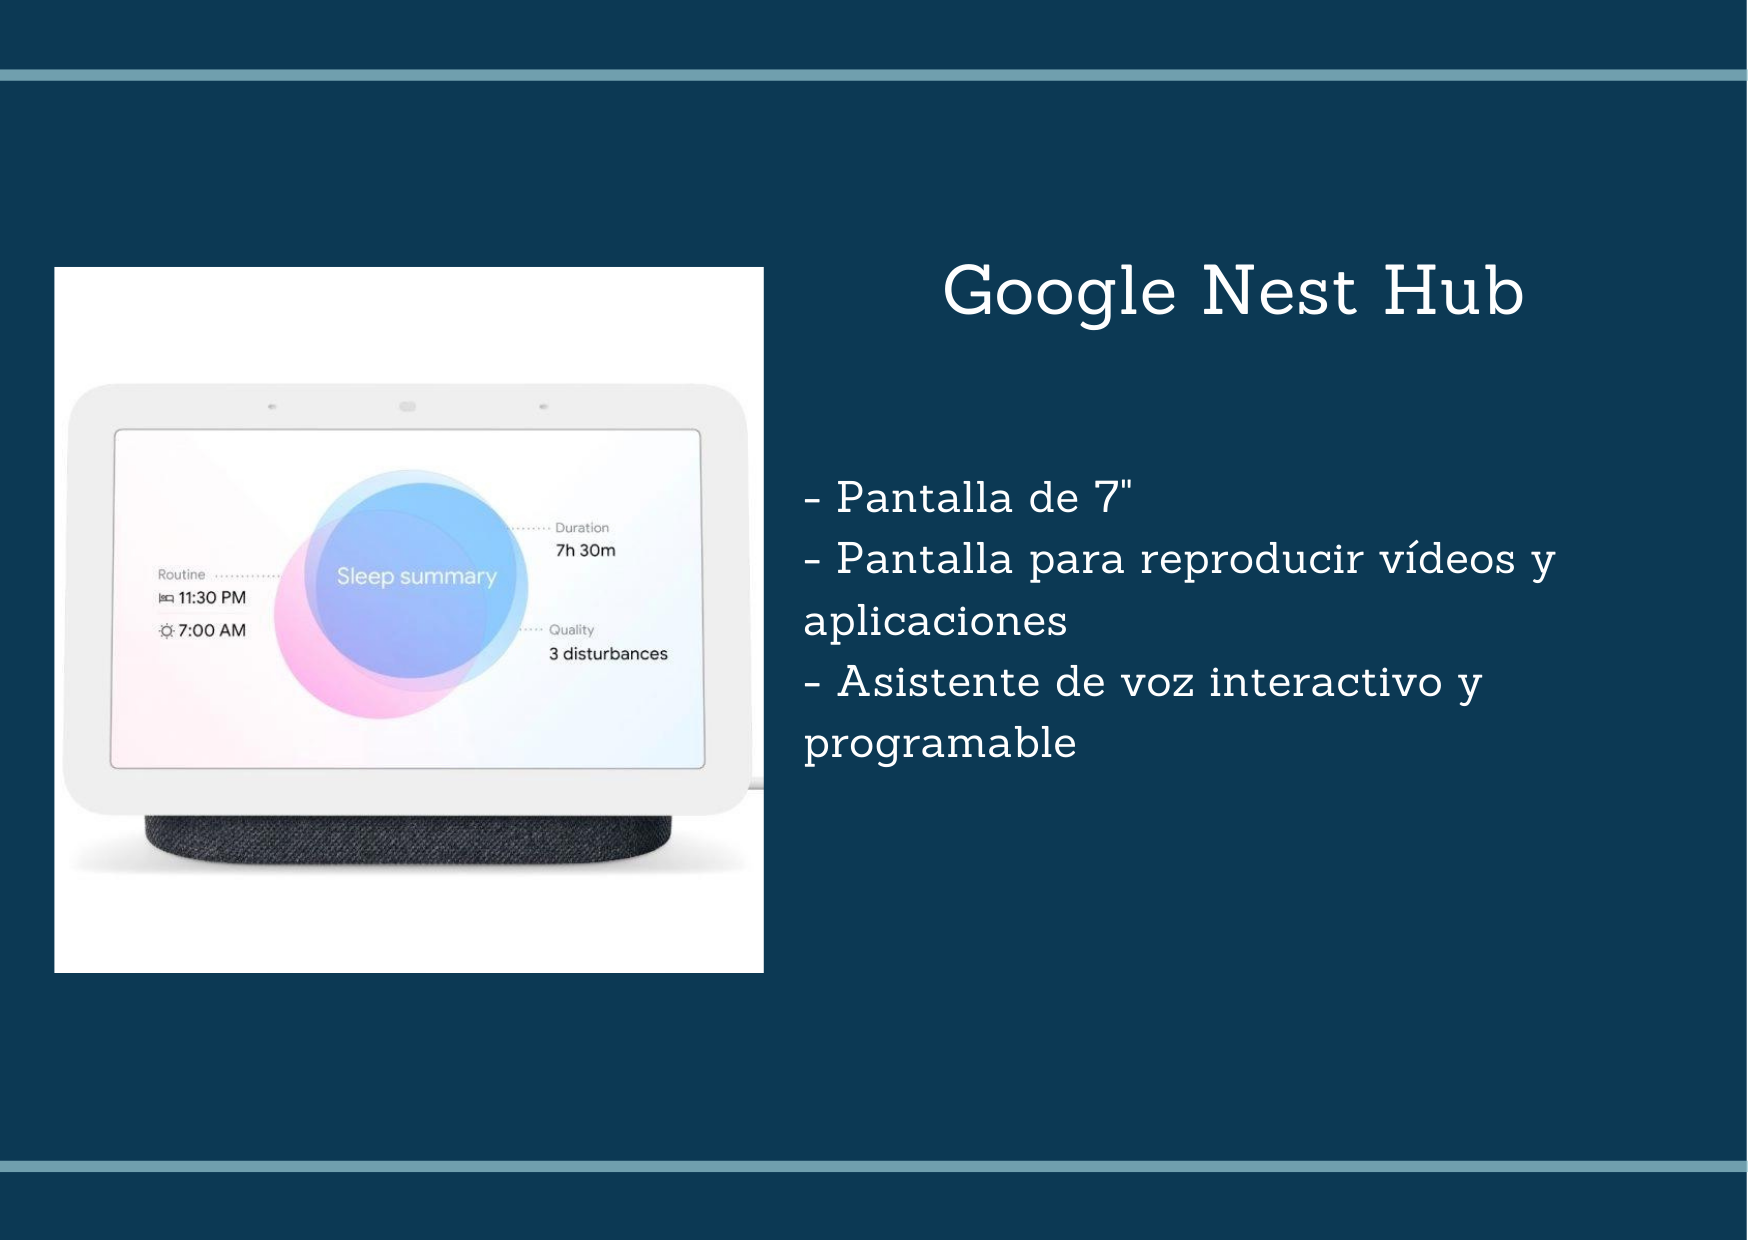 Google Nest Hub
- Pantalla de 7"
- Pantalla para reproducir vídeos y
aplicaciones
- Asistente de voz interactivo y
programable
Sleep summary
Duration
7h 30m
Routine
11:30 PM
7:00 AM
Quality
3 disturbances